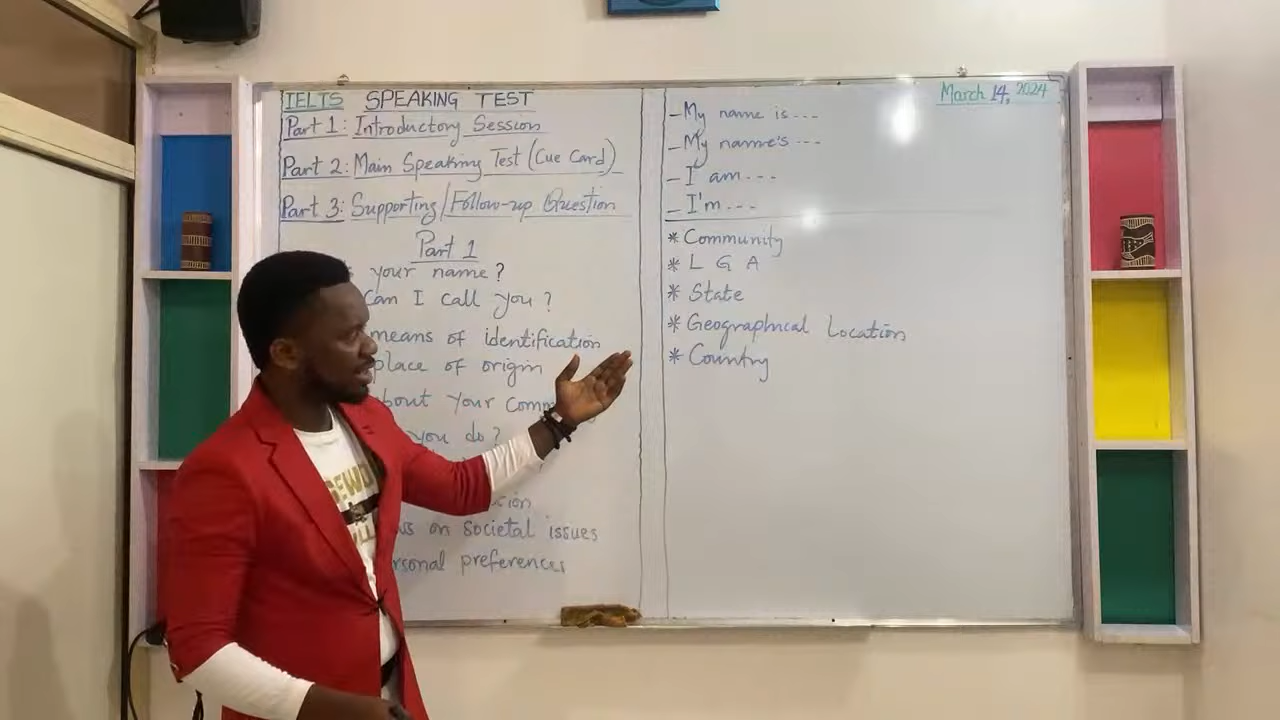 IELTS SPEAKING TEST
Part 1: Introductory Session
Part 2: Main Speaking Test (Cue Card)
Part 3: Supporting/Follow-up Question
Part 1
your name?
Can I call you?
means of identification
place of origin
about your
you do?
on societal issues
preferences
March 14, 2024
- My name is ---
- My name's ---
- I am ---
- I'm ---
* Community
* L G A
* State
* Geographical Location
* Country